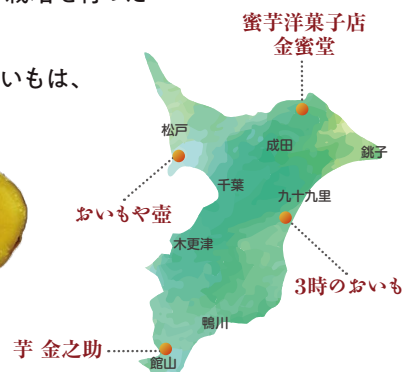 いもは、
蜜芋洋菓子店
金蜜堂
松戸
成田
銚子
千葉
九十九里
おいもや壺
木更津
3時のおいも
鴨川
芋 金之助
館山